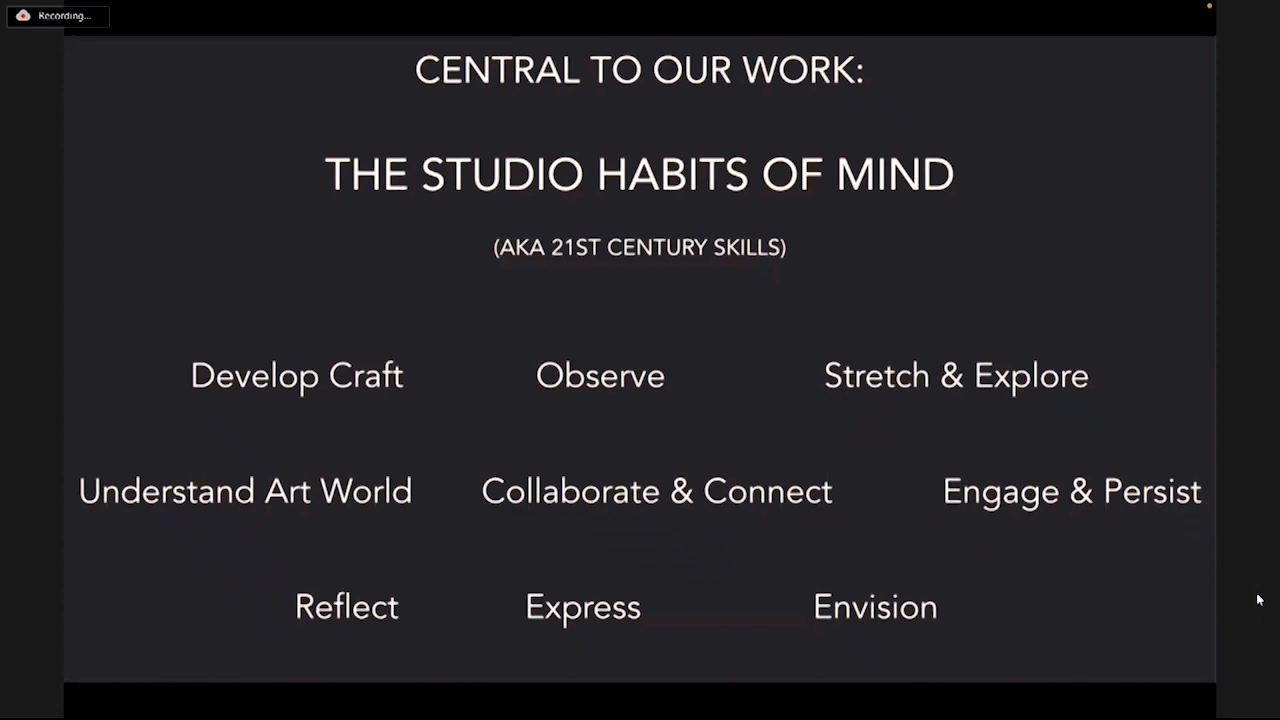 Recording...
CENTRAL TO OUR WORK:
THE STUDIO HABITS OF MIND
(AKA 21ST CENTURY SKILLS)
Develop Craft Observe Stretch & Explore
Understand Art World Collaborate & Connect Engage & Persist
Reflect Express Envision